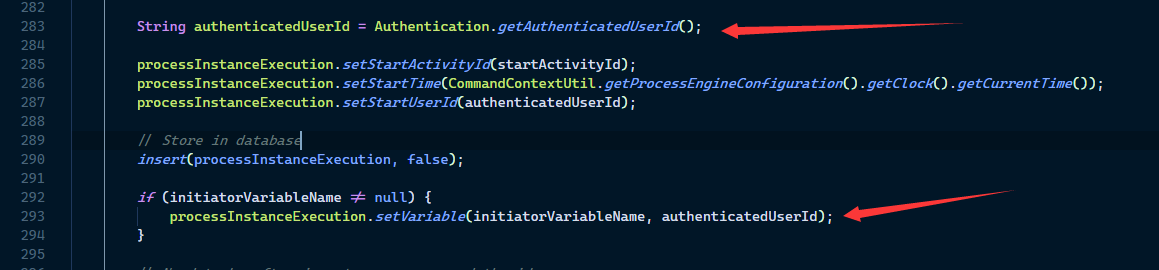 282
283 String authenticatedUserId = Authentication.getAuthenticatedUserId();
284
285 processInstanceExecution.setStartActivityId(startActivityId);
286 processInstanceExecution.setStartTime(CommandContextUtil.getProcessEngineConfiguration().getClock().getCurrentTime());
287 processInstanceExecution.setStartUserId(authenticatedUserId);
288
289 // Store in database
290 insert(processInstanceExecution, false);
291
292 if (initiatorVariableName ≠ null) {
293 processInstanceExecution.setVariable(initiatorVariableName, authenticatedUserId);
294 }
295